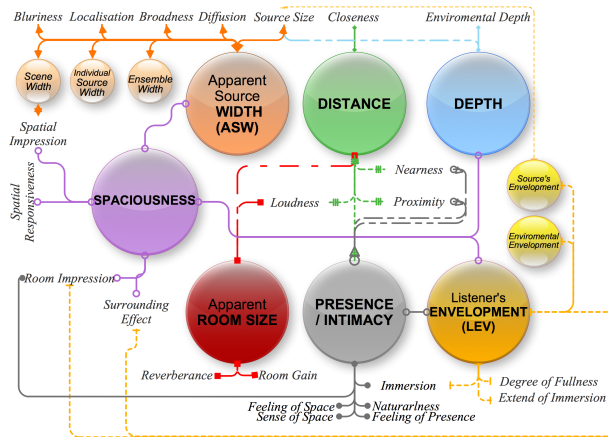 Bluriness Localisation Broadness Diffusion Source Size Closeness Enviromental Depth
Scene
Width
Individual
Source
Width
Ensemble
Width
Apparent
Source
WIDTH
(ASW)
DISTANCE
DEPTH
Spatial
Impression
Nearness
Source's
Envelopment
Spatial
Responsiveness
SPACIOUSNESS
Loudness
Proximity
Enviromental
Envelopment
Room Impression
Surrounding
Effect
Apparent
ROOM SIZE
PRESENCE
/ INTIMACY
Listener's
ENVELOPMENT
(LEV)
Reverberance
Room Gain
Immersion
Degree of Fullness
Extend of Immersion
Feeling of Space
Naturarlness
Sense of Space
Feeling of Presence